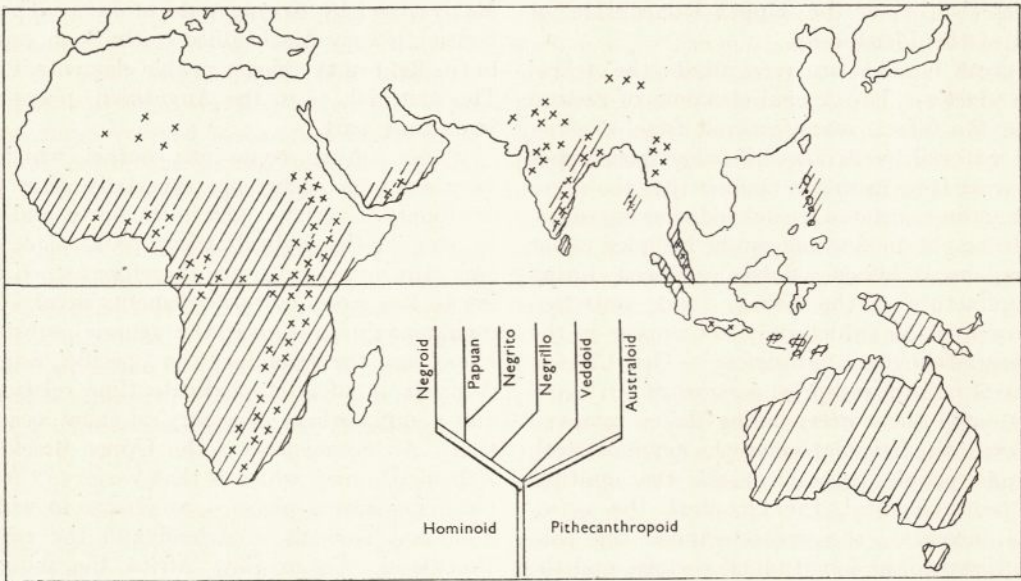 Negroid
Papuan
Negrito
Negrillo
Veddoid
Australoid
Hominoid
Pithecanthropoid